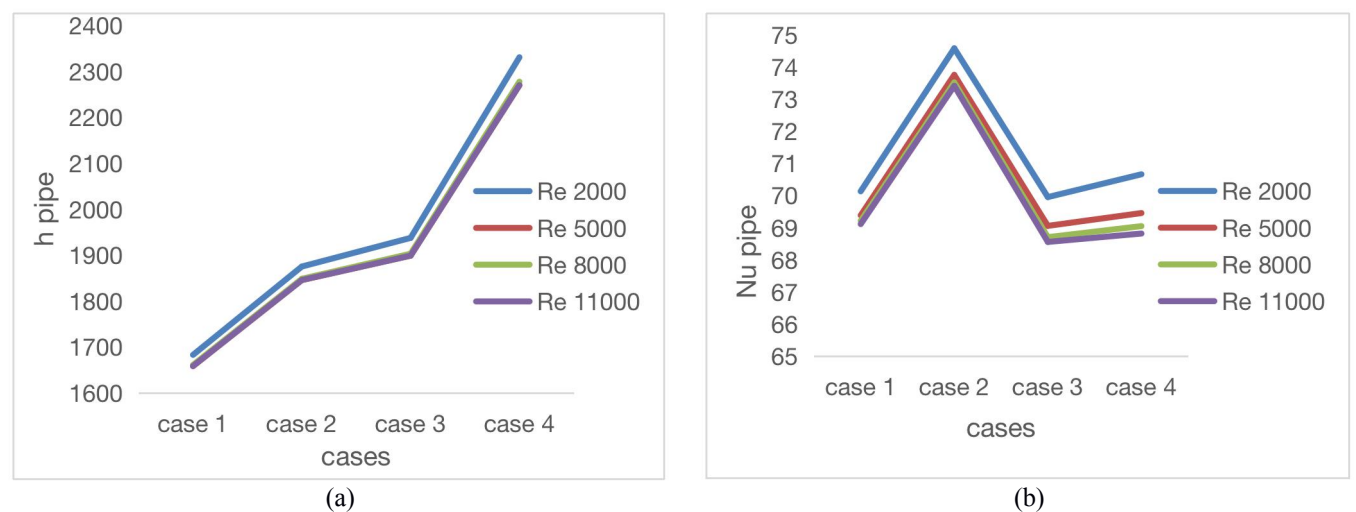 2400
2300
2200
2100
2000
1900
1800
1700
1600
h pipe
case 1 case 2 case 3 case 4
cases
Re 2000
Re 5000
Re 8000
Re 11000
(a)
75
74
73
72
71
70
69
68
67
66
65
Nu pipe
case 1 case 2 case 3 case 4
cases
Re 2000
Re 5000
Re 8000
Re 11000
(b)